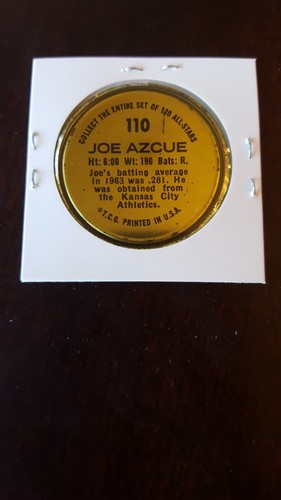 COLLECT THE ENTIRE SET OF 120 ALL-STARS
110
JOE AZCUE
Ht: 6:00 Wt: 190 Bats: R.
Joe's batting average
in 1963 was .281. He
was obtained from
the Kansas City
Athletics.
©T.C.G. PRINTED IN U.S.A.